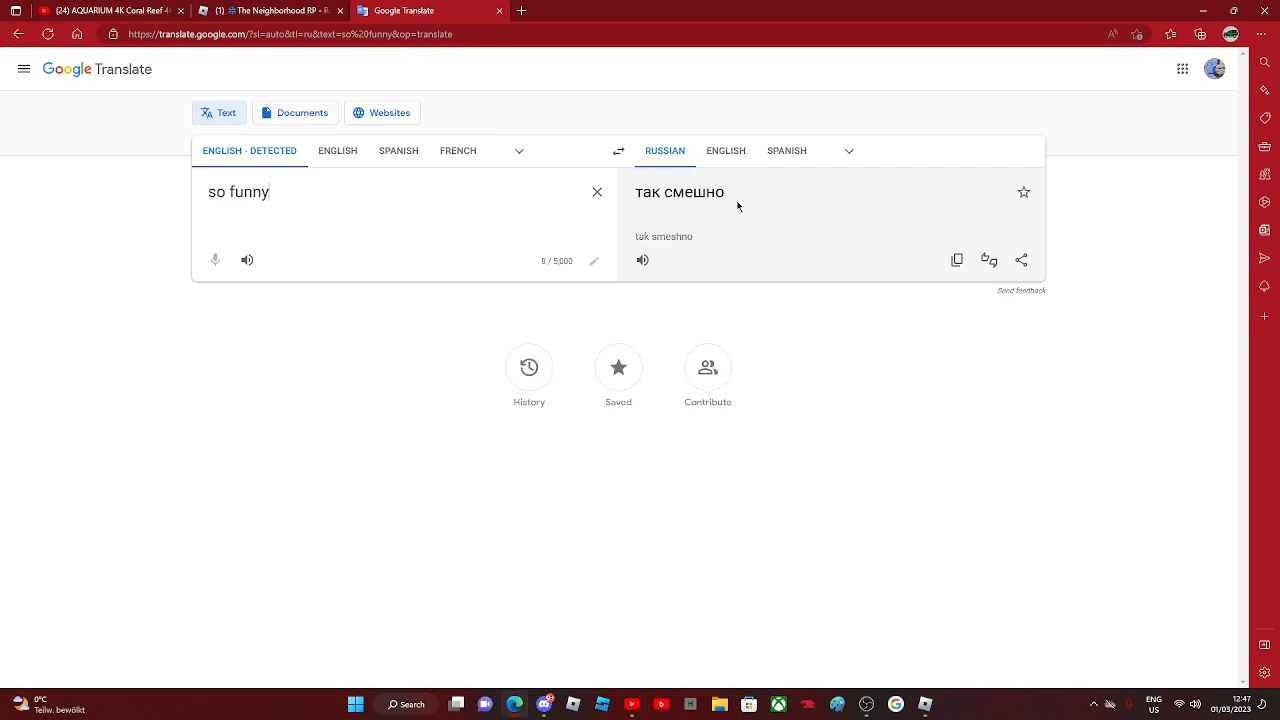 (24) AQUARIUM 4K Coral Reef 4K
(1) ❄The Neighborhood RP - R
Google Translate
https://translate.google.com/?sl=auto&tl=ru&text=so%20funny&op=translate
Google Translate
Text
Documents
Websites
ENGLISH - DETECTED
ENGLISH
SPANISH
FRENCH
RUSSIAN
ENGLISH
SPANISH
so funny
так смешно
tak smeshno
8 / 5,000
Send feedback
History
Saved
Contribute
0°C
Teilw. bewölkt
Search
ENG
US
12:47
01/03/2023